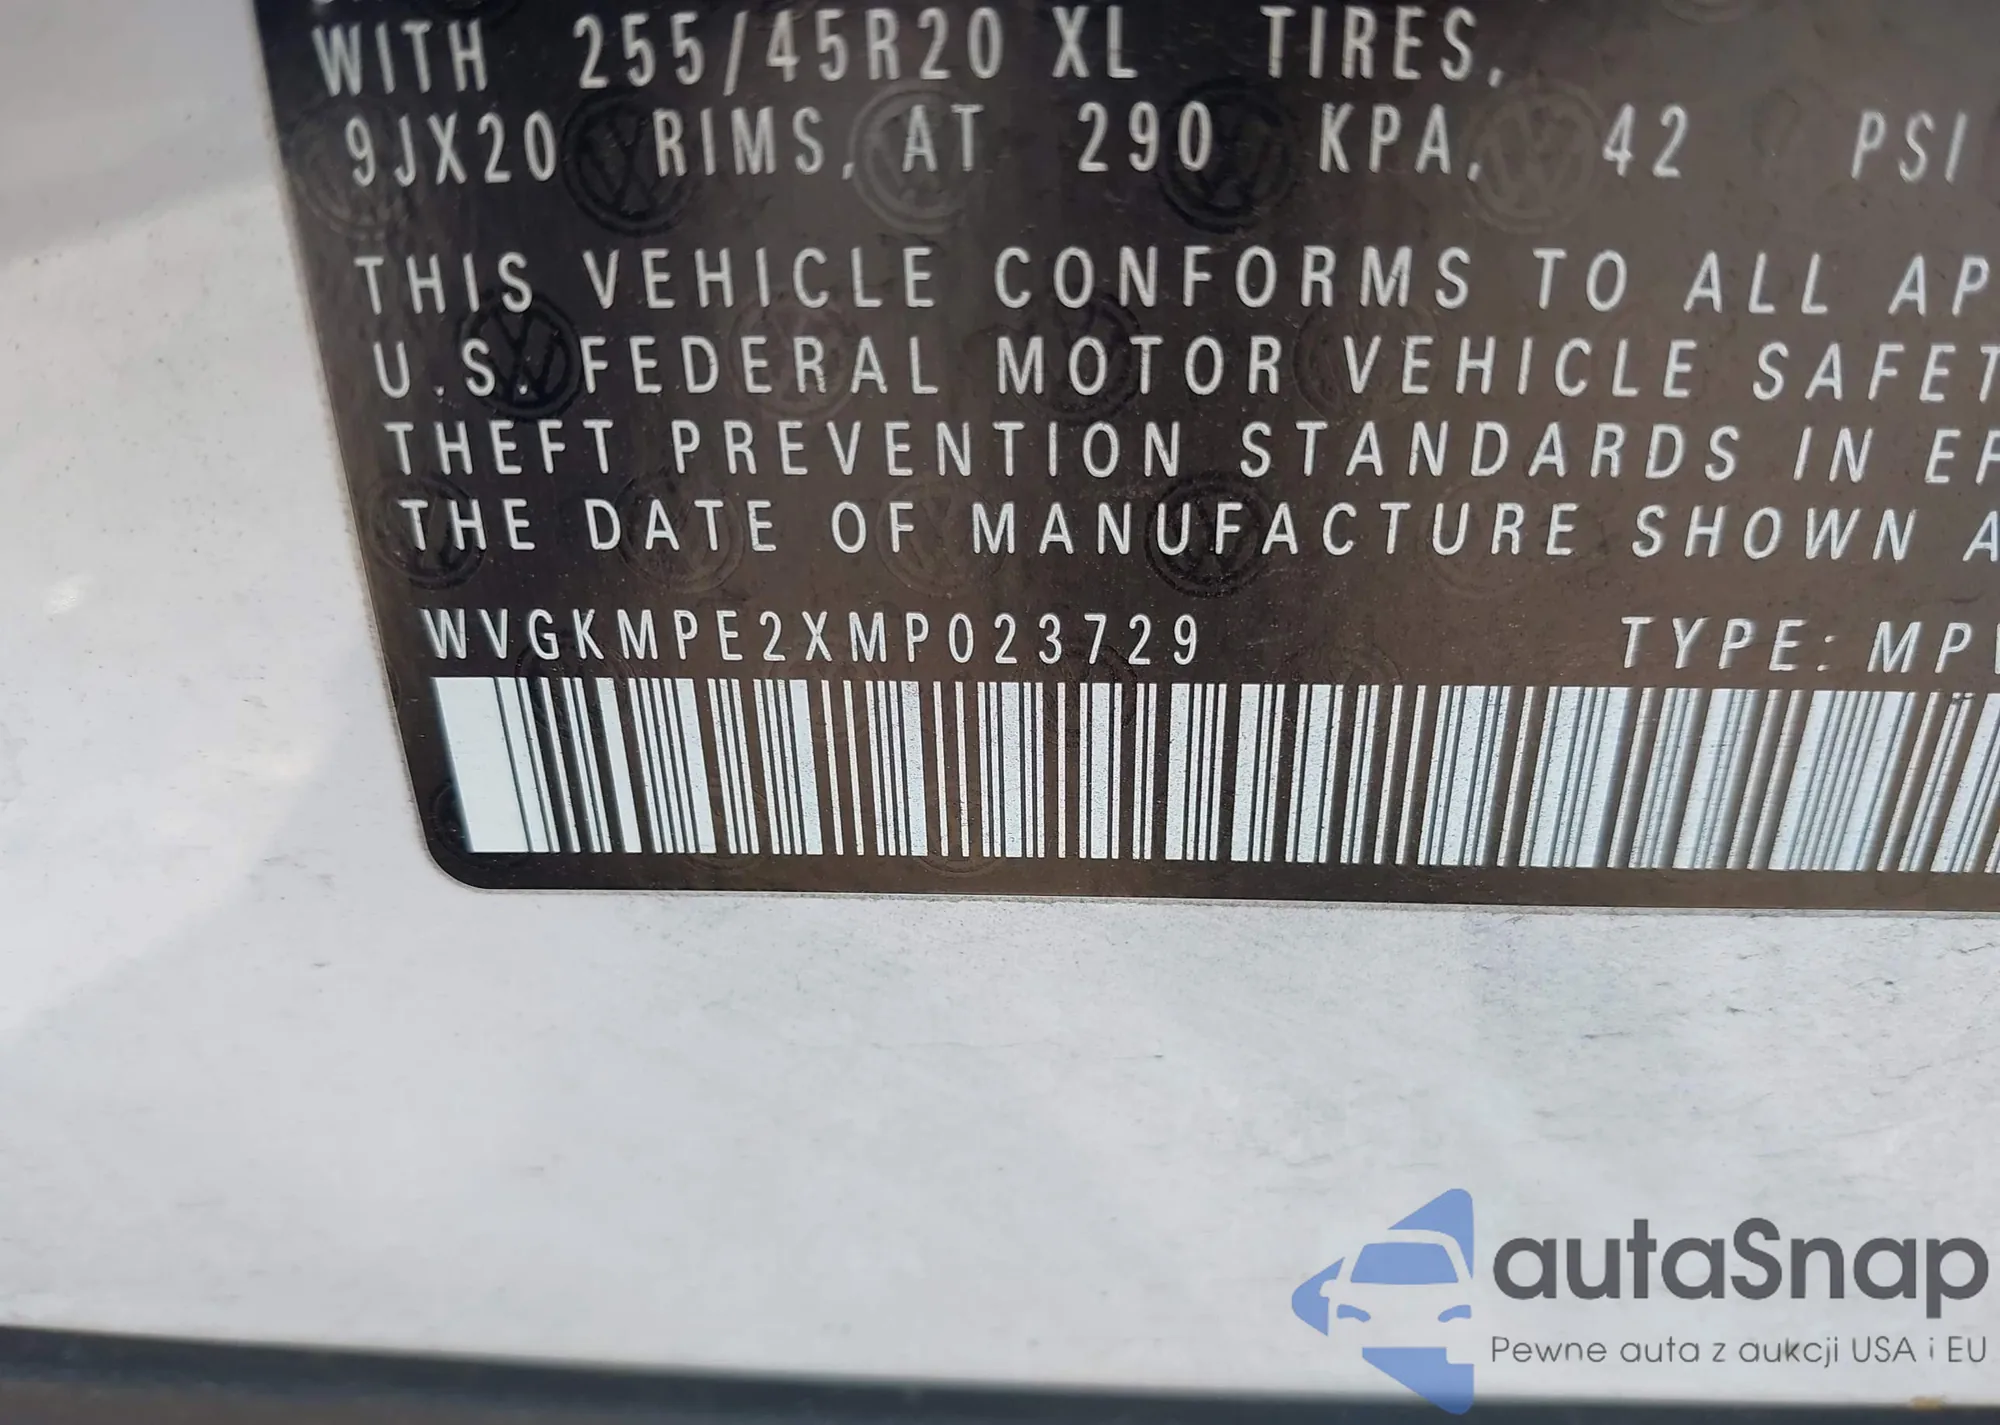 WITH 255/45R20 XL TIRES,
9JX20 RIMS, AT 290 KPA, 42 PSI
THIS VEHICLE CONFORMS TO ALL AP
U.S. FEDERAL MOTOR VEHICLE SAFET
THEFT PREVENTION STANDARDS IN EF
THE DATE OF MANUFACTURE SHOWN A
WVGKMPE2XMP023729 TYPE: MPV
autaSnap
Pewne auta z aukcji USA i EU